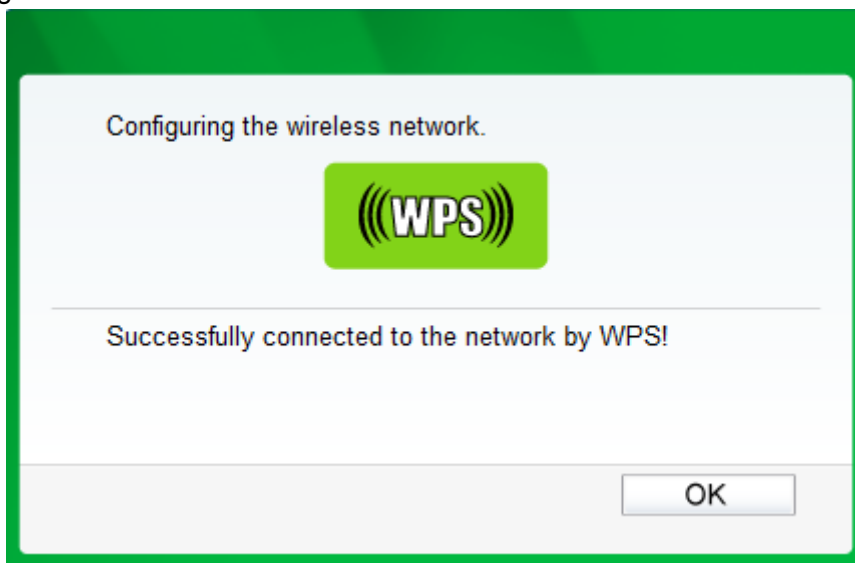 Configuring the wireless network.
(((WPS)))
Successfully connected to the network by WPS!
OK